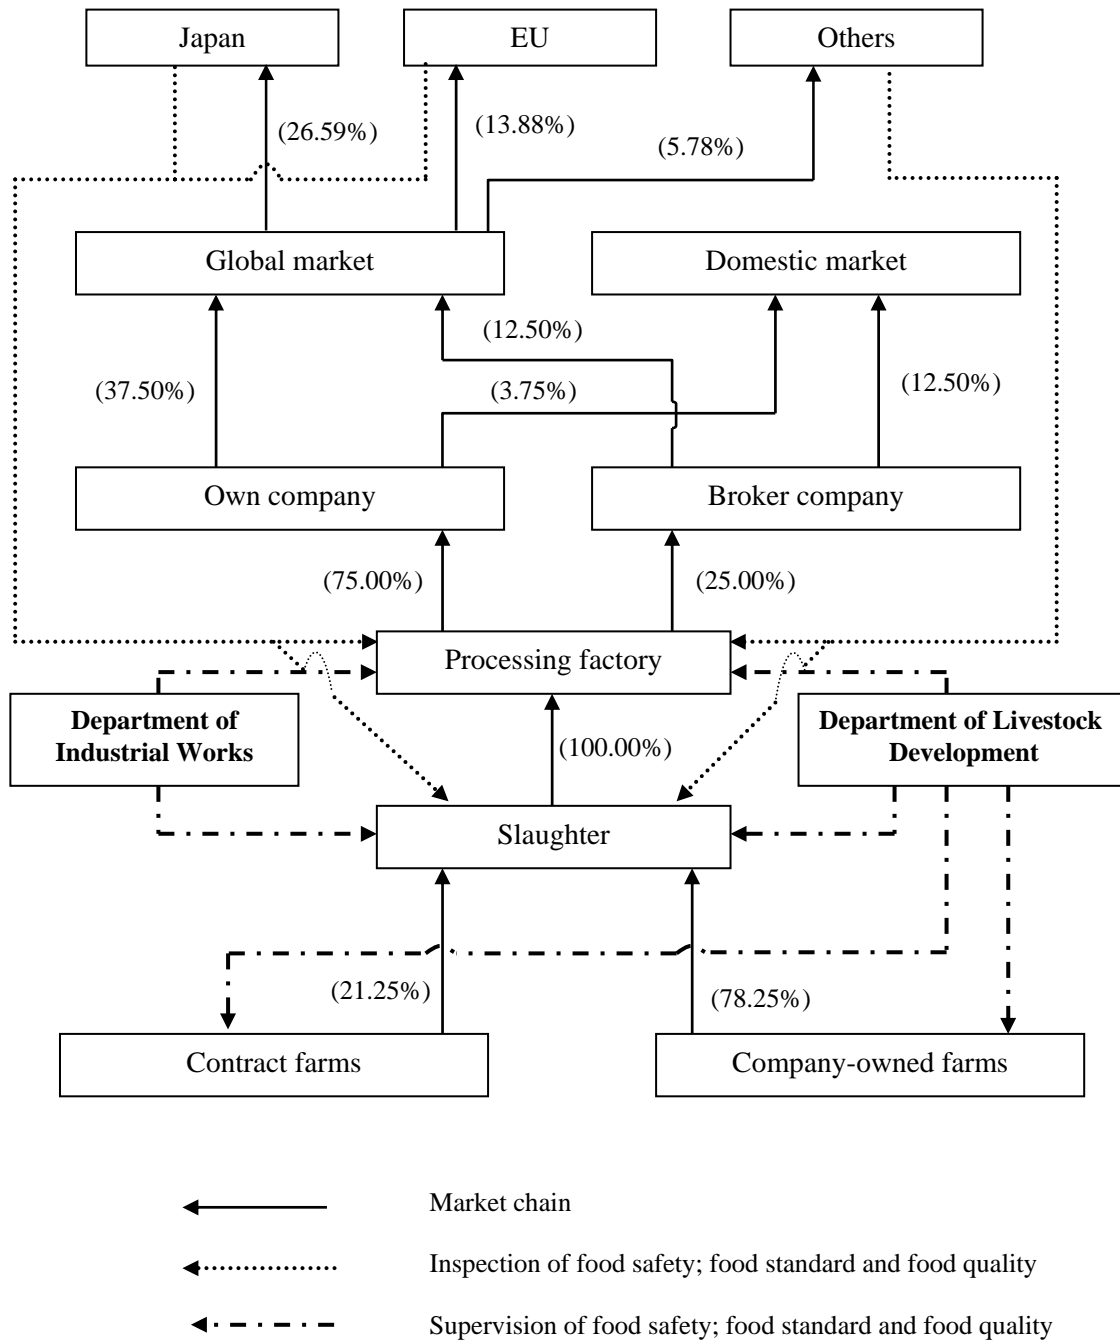 Japan
EU
Others
(26.59%)
(13.88%)
(5.78%)
Global market
Domestic market
(12.50%)
(37.50%)
(3.75%)
(12.50%)
Own company
Broker company
(75.00%)
(25.00%)
Processing factory
Department of
Industrial Works
Department of Livestock
Development
(100.00%)
Slaughter
(21.25%)
(78.25%)
Contract farms
Company-owned farms
Market chain
Inspection of food safety; food standard and food quality
Supervision of food safety; food standard and food quality